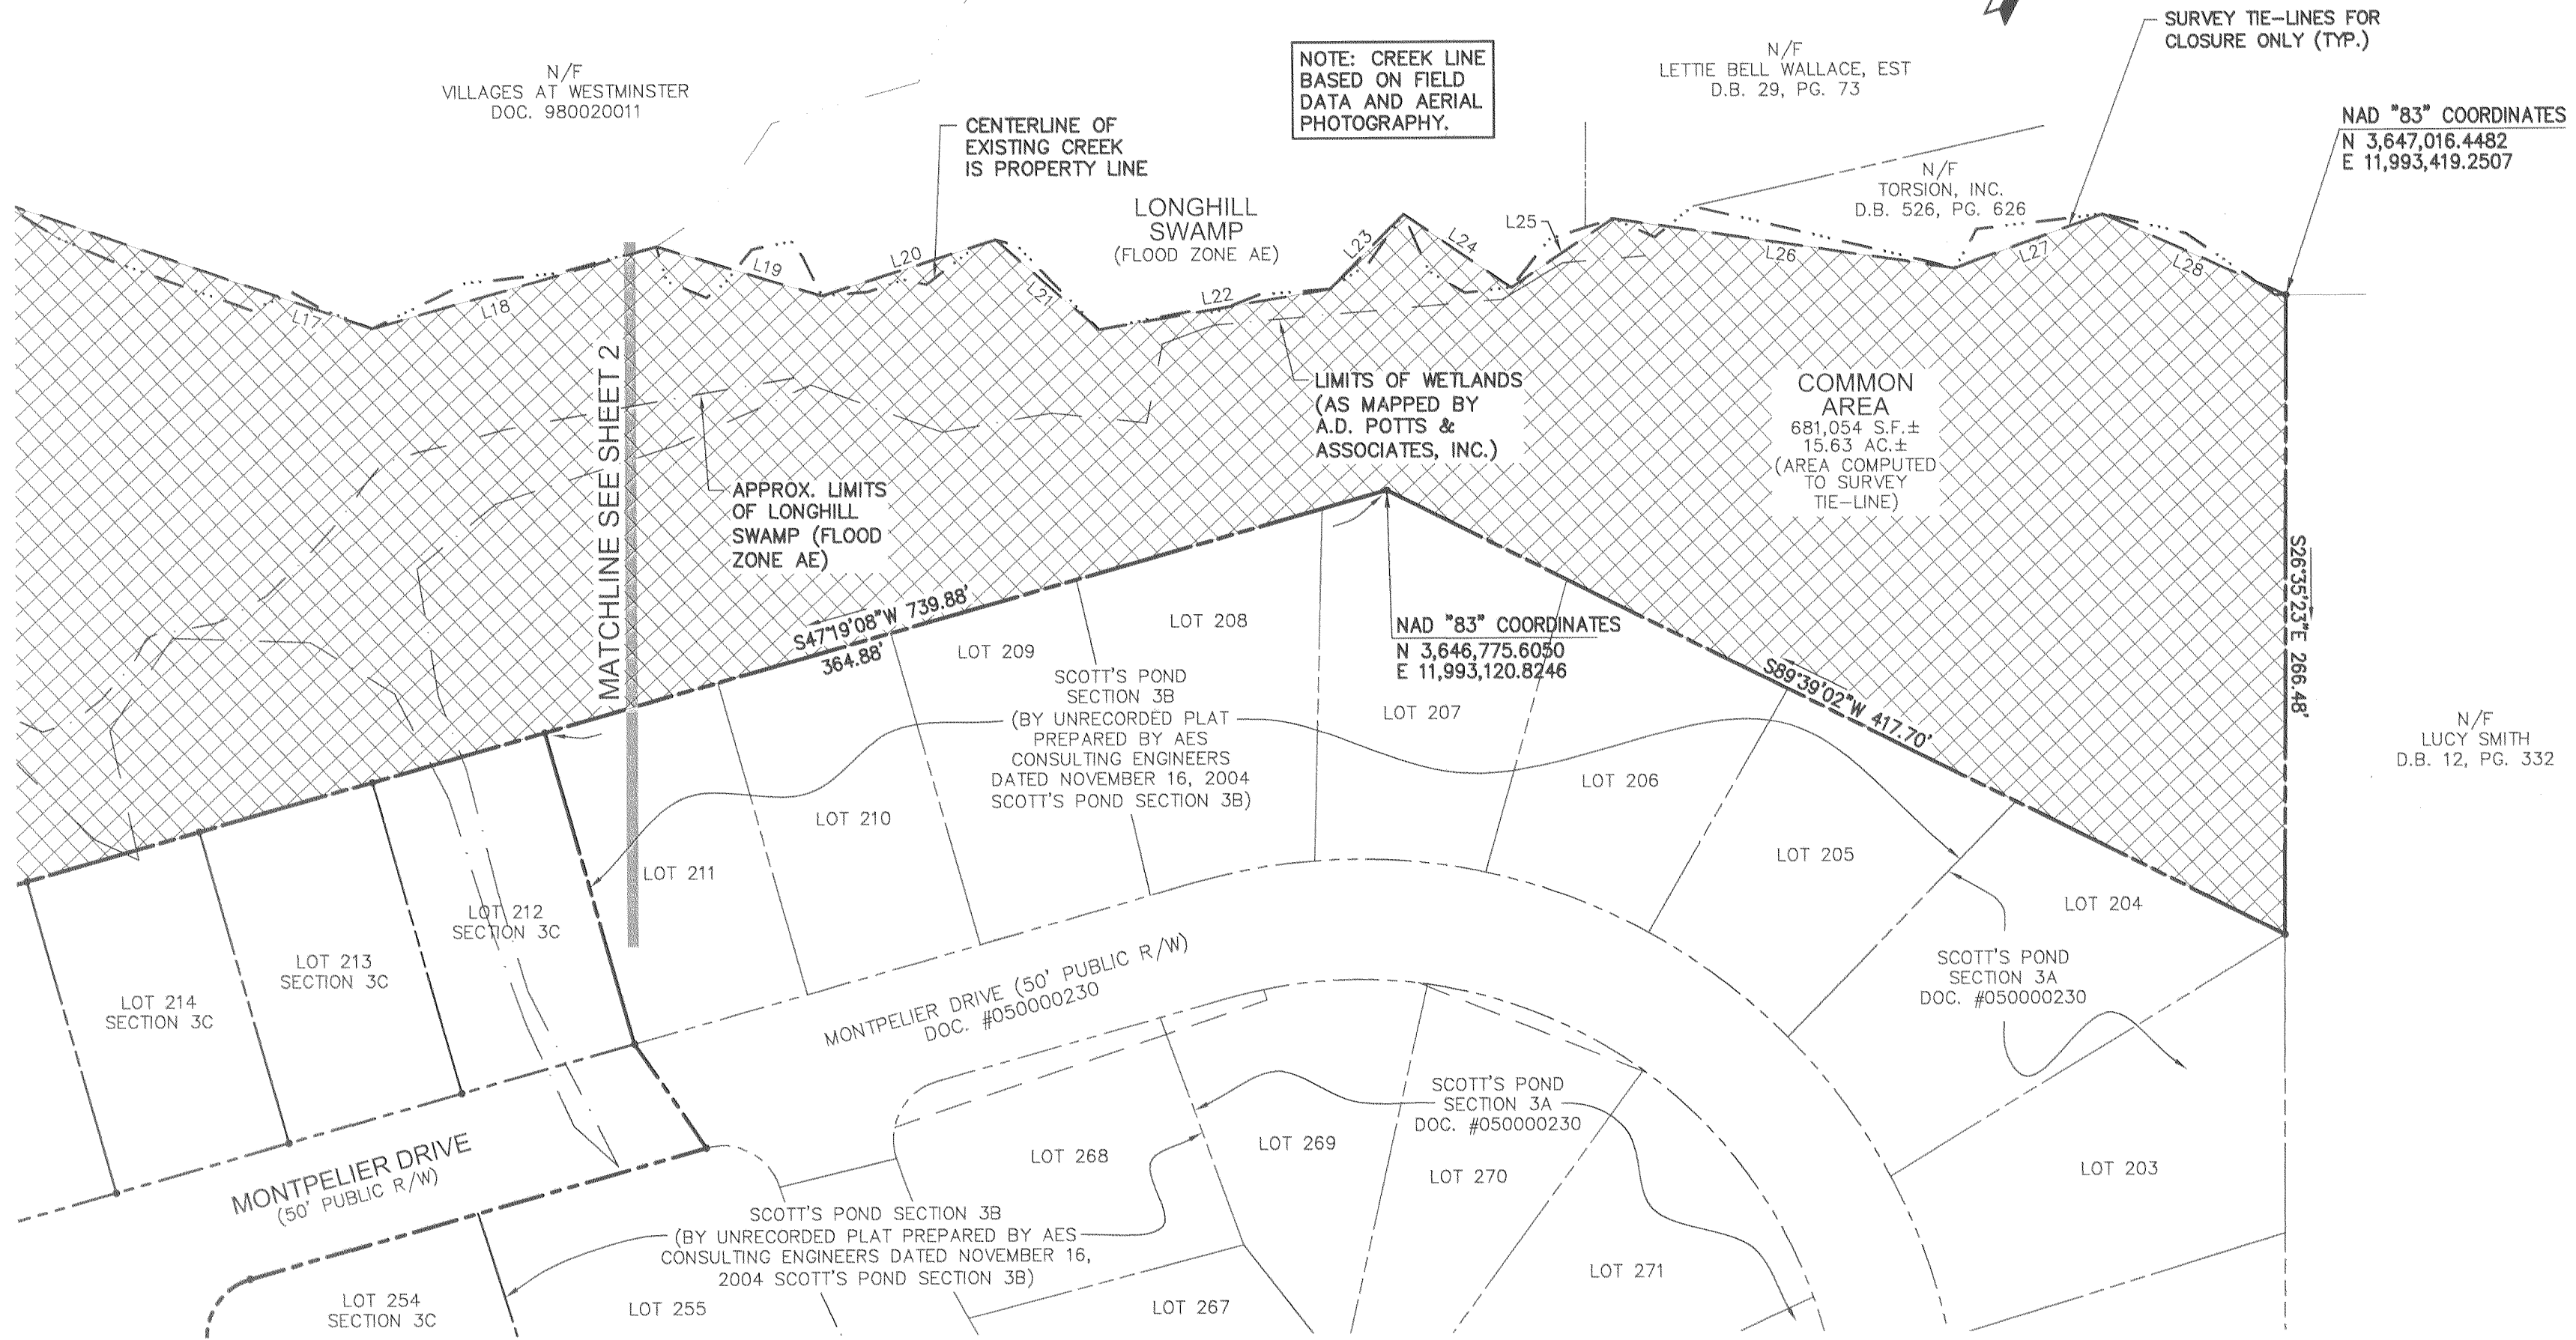 SURVEY TIE-LINES FOR
CLOSURE ONLY (TYP.)
N/F
VILLAGES AT WESTMINSTER
DOC. 980020011
NOTE: CREEK LINE
BASED ON FIELD
DATA AND AERIAL
PHOTOGRAPHY.
N/F
LETTIE BELL WALLACE, EST
D.B. 29, PG. 73
NAD "83" COORDINATES
N 3,647,016.4482
E 11,993,419.2507
CENTERLINE OF
EXISTING CREEK
IS PROPERTY LINE
N/F
TORSION, INC.
D.B. 526, PG. 626
LONGHILL
SWAMP
(FLOOD ZONE AE)
L17
L18
L19
L20
L21
L22
L23
L24
L25
L26
L27
L28
MATCHLINE SEE SHEET 2
APPROX. LIMITS
OF LONGHILL
SWAMP (FLOOD
ZONE AE)
LIMITS OF WETLANDS
(AS MAPPED BY
A.D. POTTS &
ASSOCIATES, INC.)
COMMON
AREA
681,054 S.F.±
15.63 AC.±
(AREA COMPUTED
TO SURVEY
TIE-LINE)
S26°35'23"E 266.48'
S47°19'08"W 739.88'
364.88'
NAD "83" COORDINATES
N 3,646,775.6050
E 11,993,120.8246
S89°39'02"W 417.70'
N/F
LUCY SMITH
D.B. 12, PG. 332
LOT 208
LOT 209
SCOTT'S POND
SECTION 3B
(BY UNRECORDED PLAT
PREPARED BY AES
CONSULTING ENGINEERS
DATED NOVEMBER 16, 2004
SCOTT'S POND SECTION 3B)
LOT 207
LOT 206
LOT 210
LOT 205
LOT 211
LOT 204
LOT 212
SECTION 3C
LOT 213
SECTION 3C
LOT 214
SECTION 3C
SCOTT'S POND
SECTION 3A
DOC. #050000230
MONTPELIER DRIVE (50' PUBLIC R/W)
DOC. #050000230
SCOTT'S POND
SECTION 3A
DOC. #050000230
LOT 268
LOT 269
LOT 270
LOT 203
MONTPELIER DRIVE
(50' PUBLIC R/W)
SCOTT'S POND SECTION 3B
(BY UNRECORDED PLAT PREPARED BY AES
CONSULTING ENGINEERS DATED NOVEMBER 16,
2004 SCOTT'S POND SECTION 3B)
LOT 271
LOT 254
SECTION 3C
LOT 255
LOT 267